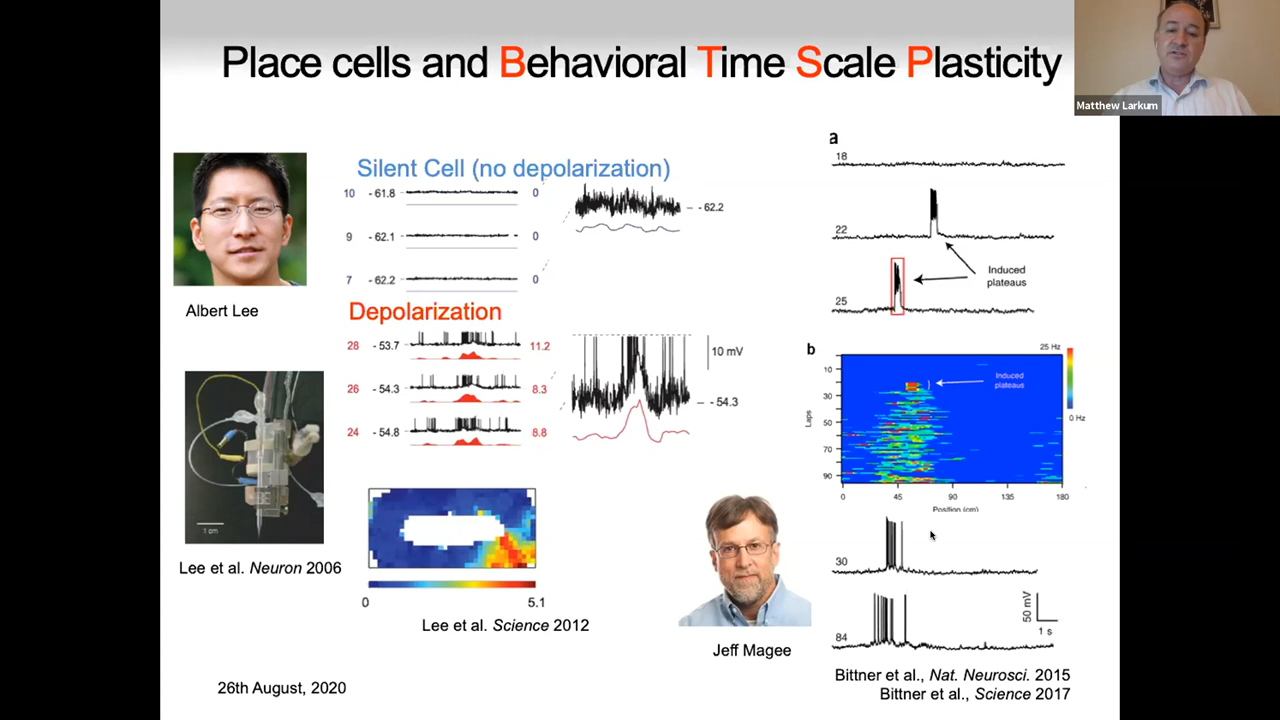 Place cells and Behavioral Time Scale Plasticity
Matthew Larkum
Albert Lee
Silent Cell (no depolarization)
10 -61.8 0
9 -62.1 0
7 -62.2 0
-62.2
Depolarization
28 -53.7 11.2
26 -54.3 8.3
24 -54.8 8.8
10 mV
-54.3
1 cm
Lee et al. Neuron 2006
0 5.1
Lee et al. Science 2012
Jeff Magee
a
18
22
Induced
plateaus
25
b
25 Hz
0 Hz
Induced
plateaus
Laps
10
30
50
70
90
0 45 90 135 180
Position (cm)
30
84
50 mV
1 s
Bittner et al., Nat. Neurosci. 2015
Bittner et al., Science 2017
26th August, 2020